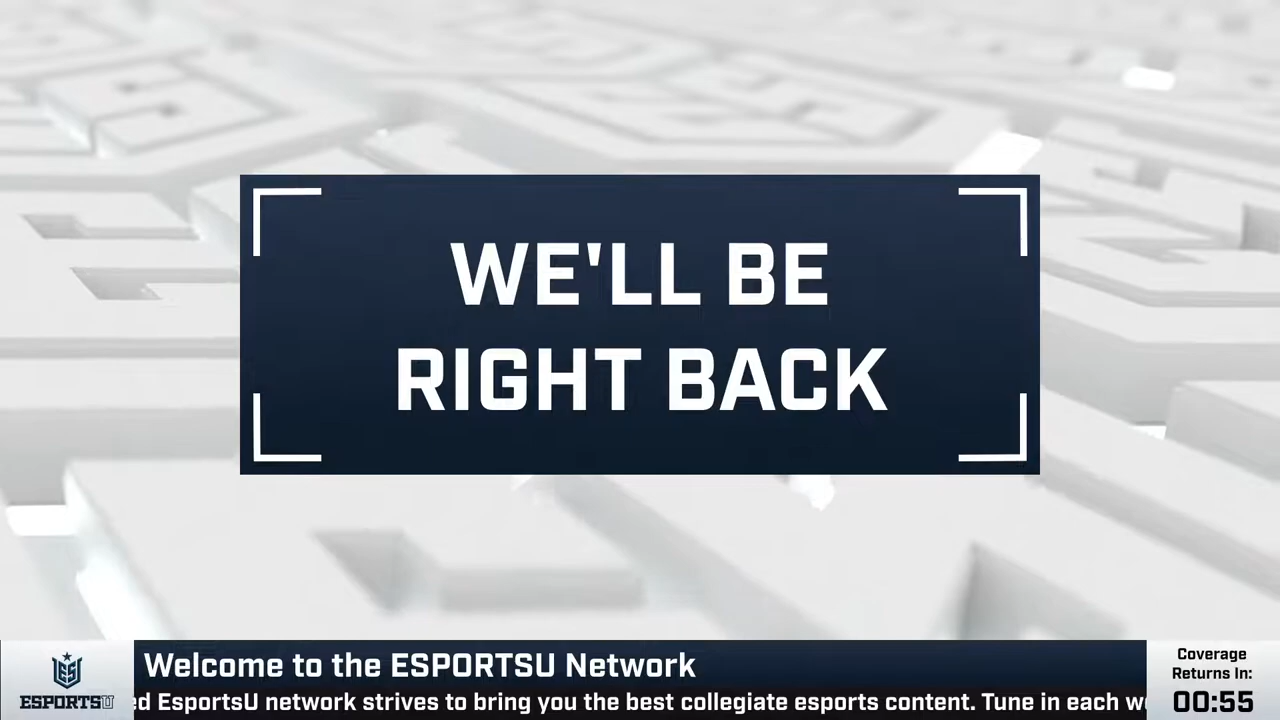 WE'LL BE
RIGHT BACK
Welcome to the ESPORTSU Network
EsportsU network strives to bring you the best collegiate esports content. Tune in each
ESPORTSU
Coverage
Returns In:
00:55